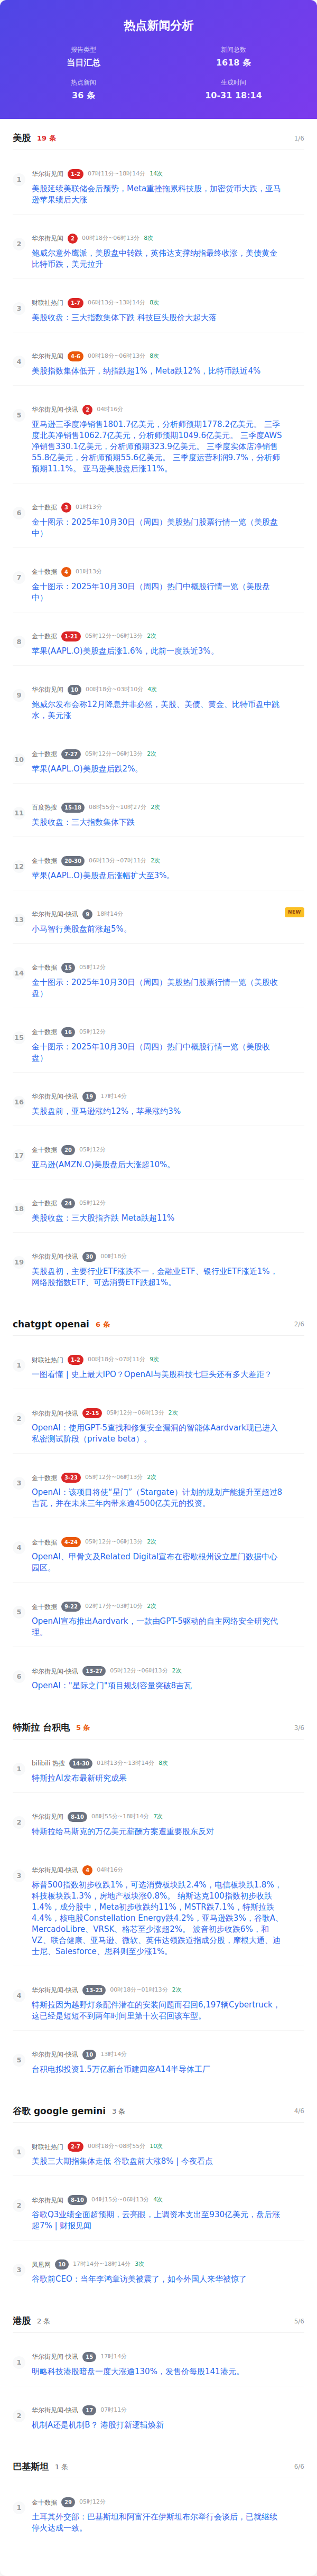 热点新闻分析
报告类型
当日汇总
新闻总数
1618 条
热点新闻
36 条
生成时间
10-31 18:14
美股 19 条 1/6
1
华尔街见闻 1-2 07时11分~18时14分 14次
美股延续美联储会后颓势，Meta重挫拖累科技股，加密货币大跌，亚马
逊苹果绩后大涨
2
华尔街见闻 2 00时18分~06时13分 8次
鲍威尔意外鹰派，美股盘中转跌，英伟达支撑纳指最终收涨，美债黄金
比特币跌，美元拉升
3
财联社热门 1-7 06时13分~13时14分 8次
美股收盘：三大指数集体下跌 科技巨头股价大起大落
4
华尔街见闻 4-6 00时18分~06时13分 8次
美股指数集体低开，纳指跌超1%，Meta跌12%，比特币跌近4%
5
华尔街见闻-快讯 2 04时16分
亚马逊三季度净销售1801.7亿美元，分析师预期1778.2亿美元。 三季
度北美净销售1062.7亿美元，分析师预期1049.6亿美元。 三季度AWS
净销售330.1亿美元，分析师预期323.9亿美元。 三季度实体店净销售
55.8亿美元，分析师预期55.6亿美元。 三季度运营利润9.7%，分析师
预期11.1%。 亚马逊美股盘后涨11%。
6
金十数据 3 01时13分
金十图示：2025年10月30日（周四）美股热门股票行情一览（美股盘
中）
7
金十数据 4 01时13分
金十图示：2025年10月30日（周四）美股热门中概股行情一览（美股盘
中）
8
金十数据 1-21 05时12分~06时13分 2次
苹果(AAPL.O)美股盘后涨1.6%，此前一度跌近3%。
9
华尔街见闻 10 00时18分~03时10分 4次
鲍威尔发布会称12月降息并非必然，美股、美债、黄金、比特币盘中跳
水，美元涨
10
金十数据 7-27 05时12分~06时13分 2次
苹果(AAPL.O)美股盘后跌2%。
11
百度热搜 15-18 08时55分~10时27分 2次
美股收盘：三大指数集体下跌
12
金十数据 20-30 06时13分~07时11分 2次
苹果(AAPL.O)美股盘后涨幅扩大至3%。
13
华尔街见闻-快讯 9 18时14分
NEW
小马智行美股盘前涨超5%。
14
金十数据 15 05时12分
金十图示：2025年10月30日（周四）美股热门股票行情一览（美股收
盘）
15
金十数据 16 05时12分
金十图示：2025年10月30日（周四）美股热门中概股行情一览（美股收
盘）
16
华尔街见闻-快讯 19 17时14分
美股盘前，亚马逊涨约12%，苹果涨约3%
17
金十数据 20 05时12分
亚马逊(AMZN.O)美股盘后大涨超10%。
18
金十数据 24 05时12分
美股收盘：三大股指齐跌 Meta跌超11%
19
华尔街见闻-快讯 30 00时18分
美股盘初，主要行业ETF涨跌不一，金融业ETF、银行业ETF涨近1%，
网络股指数ETF、可选消费ETF跌超1%。
chatgpt openai 6 条 2/6
1
财联社热门 1-2 00时18分~07时11分 9次
一图看懂 | 史上最大IPO？OpenAI与美股科技七巨头还有多大差距？
2
华尔街见闻-快讯 2-15 05时12分~06时13分 2次
OpenAI：使用GPT-5查找和修复安全漏洞的智能体Aardvark现已进入
私密测试阶段（private beta）。
3
金十数据 3-23 05时12分~06时13分 2次
OpenAI：该项目将使“星门”（Stargate）计划的规划产能提升至超过8
吉瓦，并在未来三年内带来逾4500亿美元的投资。
4
金十数据 4-24 05时12分~06时13分 2次
OpenAI、甲骨文及Related Digital宣布在密歇根州设立星门数据中心
园区。
5
金十数据 9-22 02时17分~03时10分 2次
OpenAI宣布推出Aardvark，一款由GPT-5驱动的自主网络安全研究代
理。
6
华尔街见闻-快讯 13-27 05时12分~06时13分 2次
OpenAI：“星际之门”项目规划容量突破8吉瓦
特斯拉 台积电 5 条 3/6
1
bilibili 热搜 14-30 01时13分~13时14分 8次
特斯拉AI发布最新研究成果
2
华尔街见闻 8-10 08时55分~18时14分 7次
特斯拉给马斯克的万亿美元薪酬方案遭重要股东反对
3
华尔街见闻-快讯 4 04时16分
标普500指数初步收跌1%，可选消费板块跌2.4%，电信板块跌1.8%，
科技板块跌1.3%，房地产板块涨0.8%。 纳斯达克100指数初步收跌
1.4%，成分股中，Meta初步收跌约11%，MSTR跌7.1%，特斯拉跌
4.4%，核电股Constellation Energy跌4.2%，亚马逊跌3%，谷歌A、
MercadoLibre、VRSK、格芯至少涨超2%。 波音初步收跌6%，和
VZ、联合健康、亚马逊、微软、英伟达领跌道指成分股，摩根大通、迪
士尼、Salesforce、思科则至少涨1%。
4
华尔街见闻-快讯 13-23 00时18分~01时13分 2次
特斯拉因为越野灯条配件潜在的安装问题而召回6,197辆Cybertruck，
这已经是短短不到两年时间里第十次召回该车型。
5
华尔街见闻-快讯 10 13时14分
台积电拟投资1.5万亿新台币建四座A14半导体工厂
谷歌 google gemini 3 条 4/6
1
财联社热门 2-7 00时18分~08时55分 10次
美股三大期指集体走低 谷歌盘前大涨8% | 今夜看点
2
华尔街见闻 8-10 04时15分~06时13分 4次
谷歌Q3业绩全面超预期，云亮眼，上调资本支出至930亿美元，盘后涨
超7% | 财报见闻
3
凤凰网 10 17时14分~18时14分 3次
谷歌前CEO：当年李鸿章访美被震了，如今外国人来华被惊了
港股 2 条 5/6
1
华尔街见闻-快讯 15 17时14分
明略科技港股暗盘一度大涨逾130%，发售价每股141港元。
2
华尔街见闻-快讯 17 07时11分
机制A还是机制B？ 港股打新逻辑焕新
巴基斯坦 1 条 6/6
1
金十数据 29 05时12分
土耳其外交部：巴基斯坦和阿富汗在伊斯坦布尔举行会谈后，已就继续
停火达成一致。